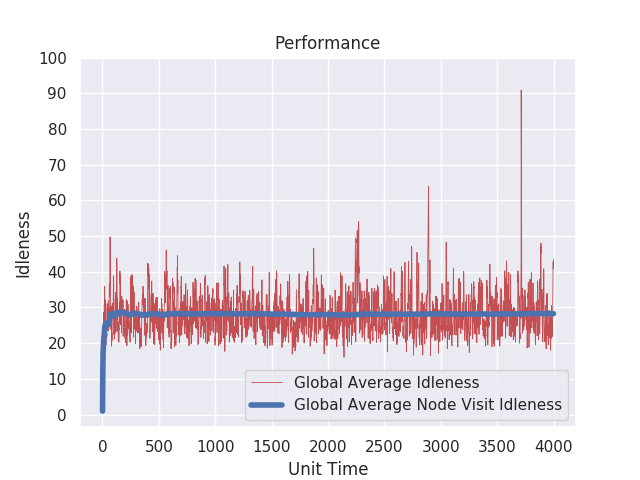 Performance
100
90
80
70
60
50
40
30
20
10
0
Idleness
0 500 1000 1500 2000 2500 3000 3500 4000
Unit Time
Global Average Idleness
Global Average Node Visit Idleness